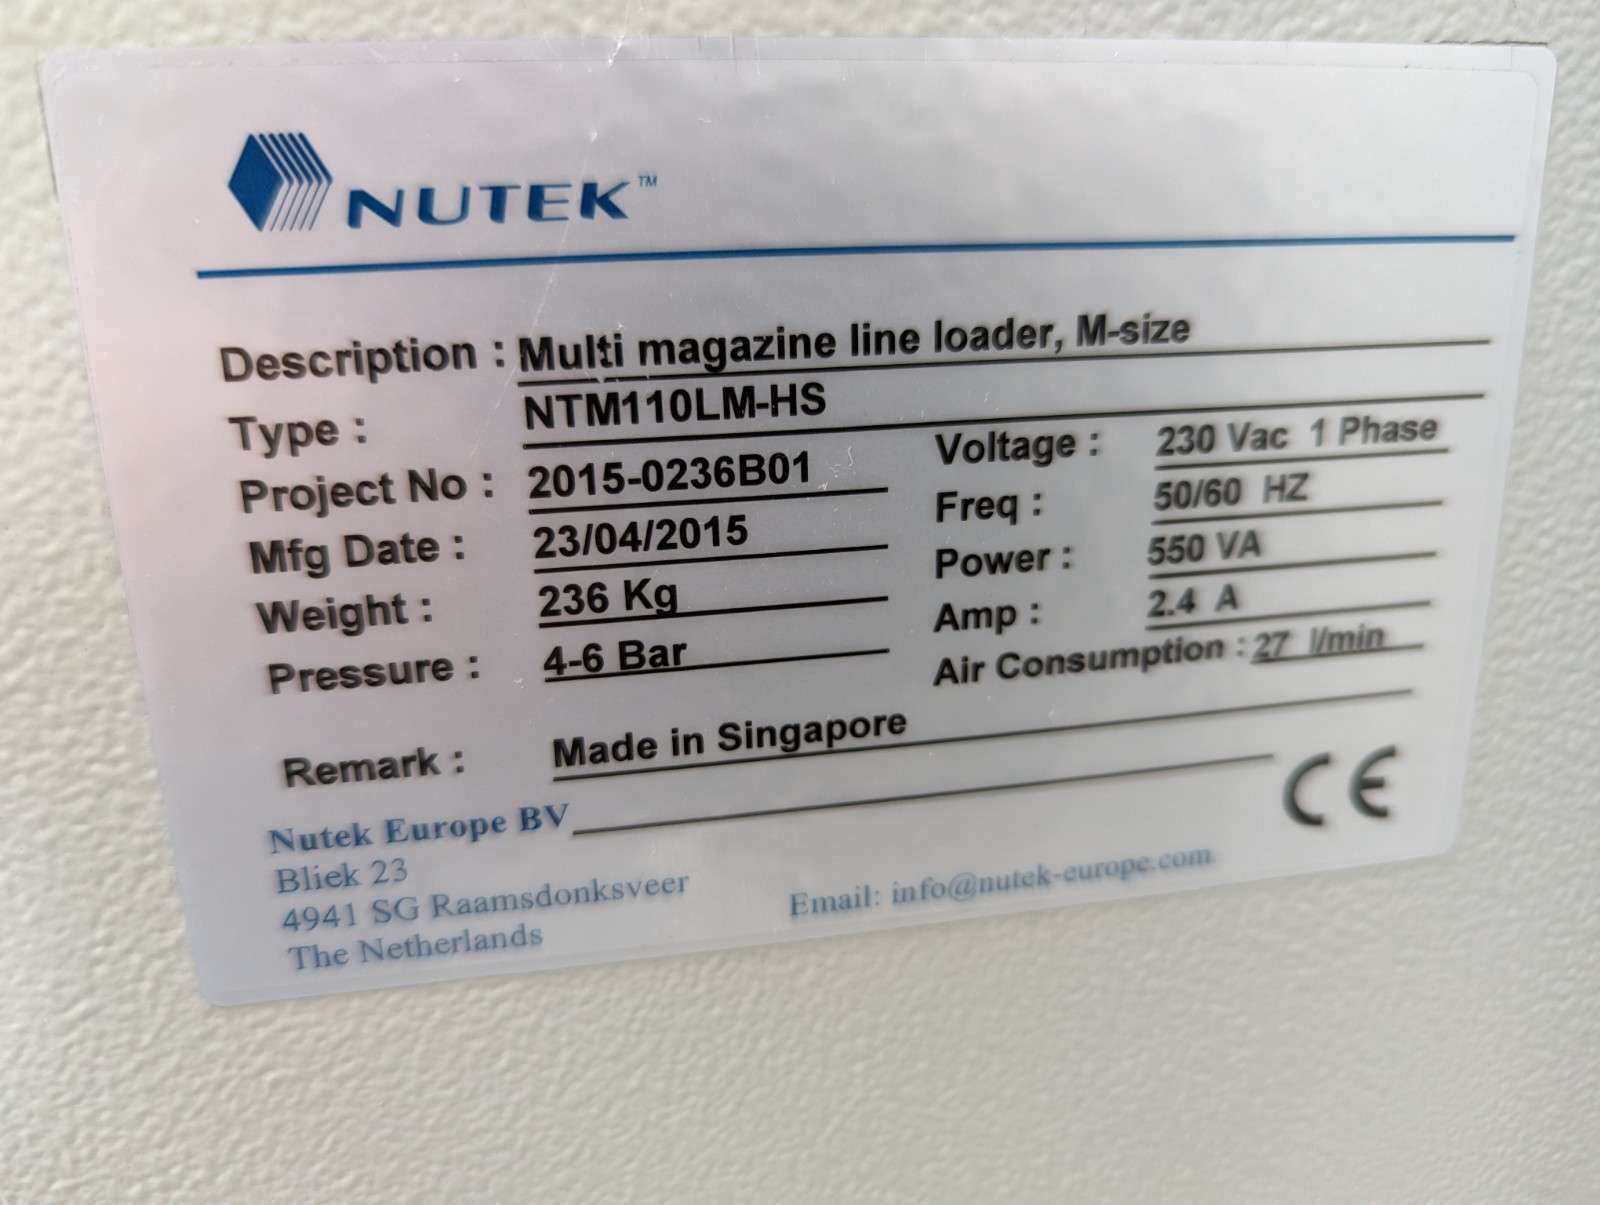 NUTEK™
Description : Multi magazine line loader, M-size
Type : NTM110LM-HS
Project No : 2015-0236B01 Voltage : 230 Vac 1 Phase
Mfg Date : 23/04/2015 Freq : 50/60 HZ
Weight : 236 Kg Power : 550 VA
Pressure : 4-6 Bar Amp : 2.4 A
Air Consumption : 27 l/min
Remark : Made in Singapore
CE
Nutek Europe BV
Bliek 23
4941 SG Raamsdonksveer
The Netherlands
Email: info@nutek-europe.com